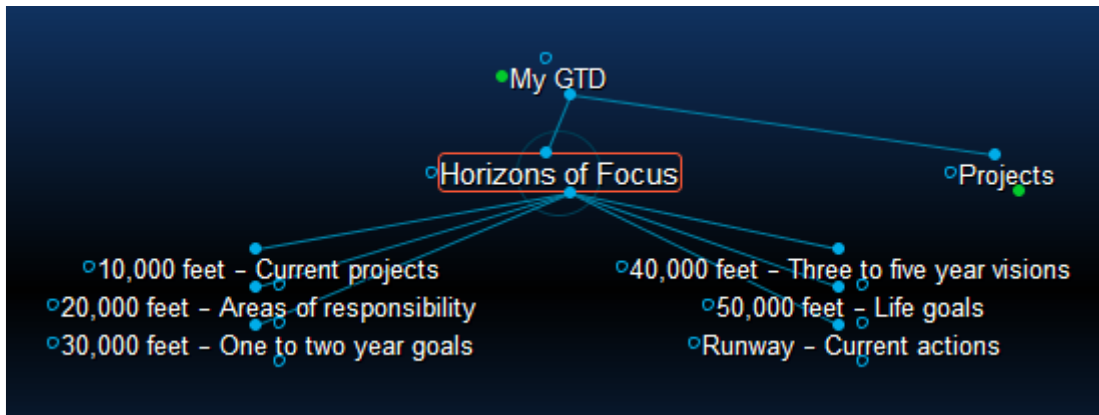 My GTD
Horizons of Focus
Projects
10,000 feet – Current projects
20,000 feet – Areas of responsibility
30,000 feet – One to two year goals
40,000 feet – Three to five year visions
50,000 feet – Life goals
Runway – Current actions